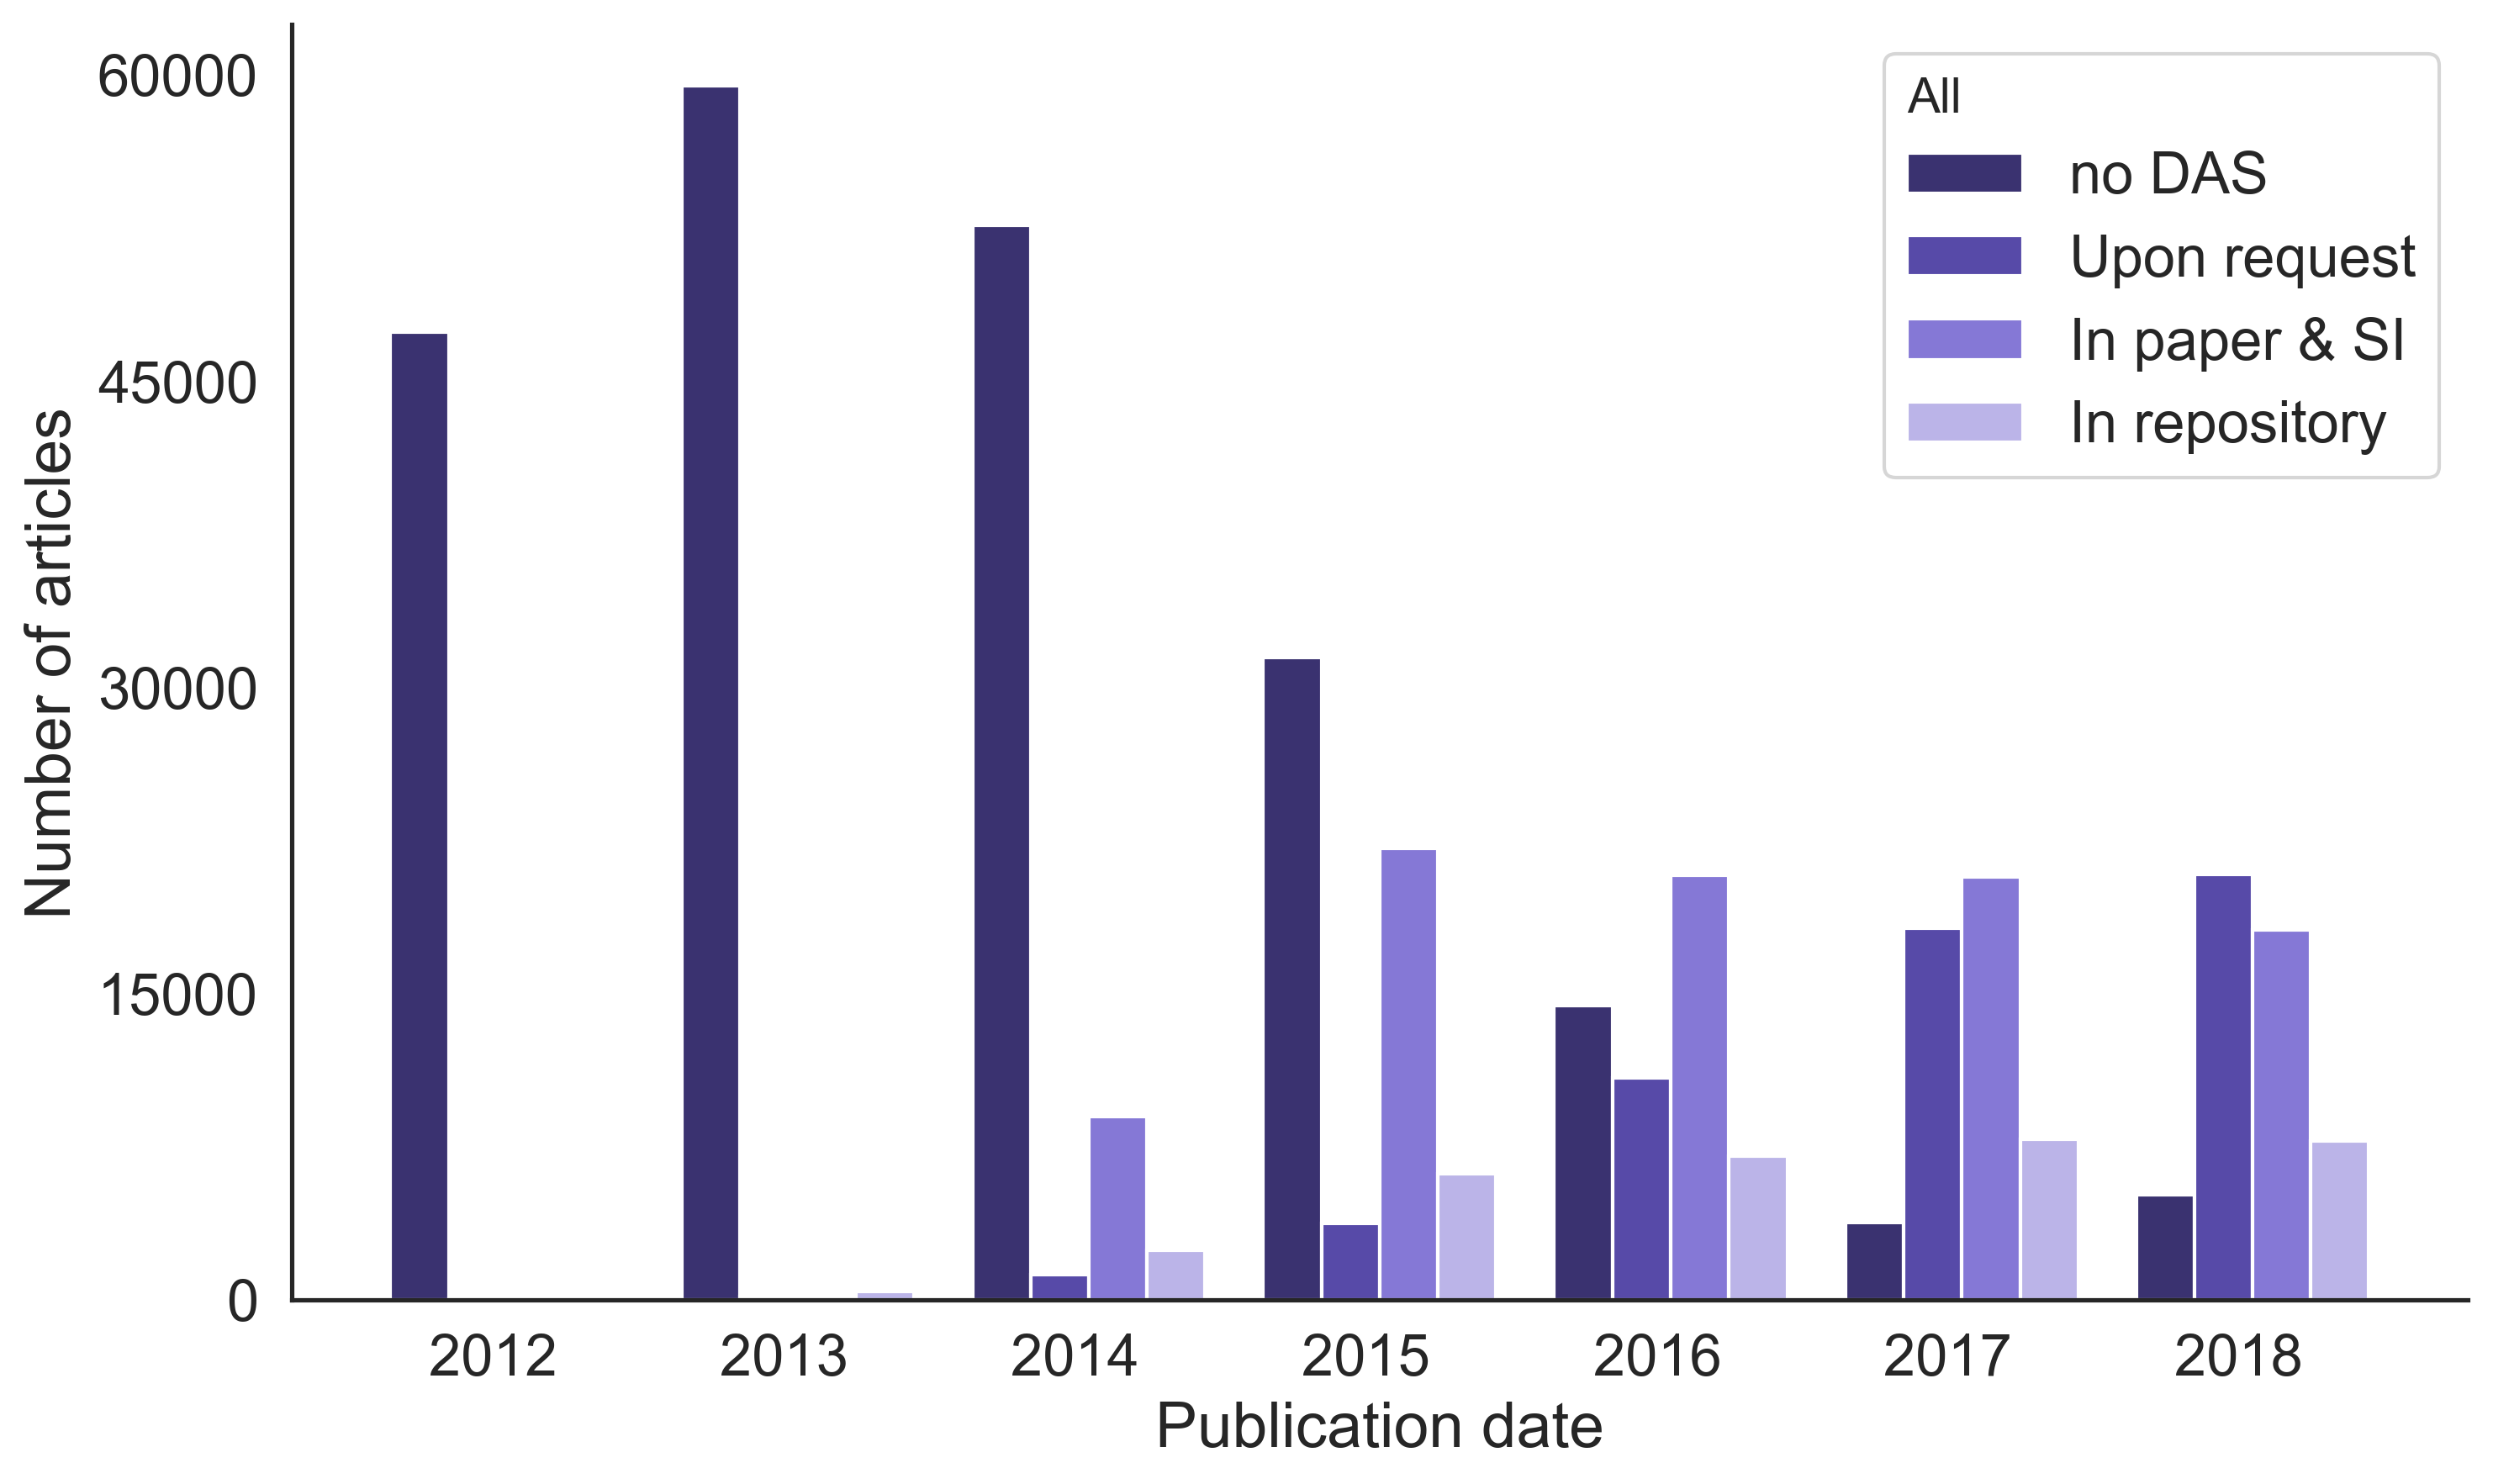 60000
45000
30000
15000
0
Number of articles
All
no DAS
Upon request
In paper & SI
In repository
2012 2013 2014 2015 2016 2017 2018
Publication date